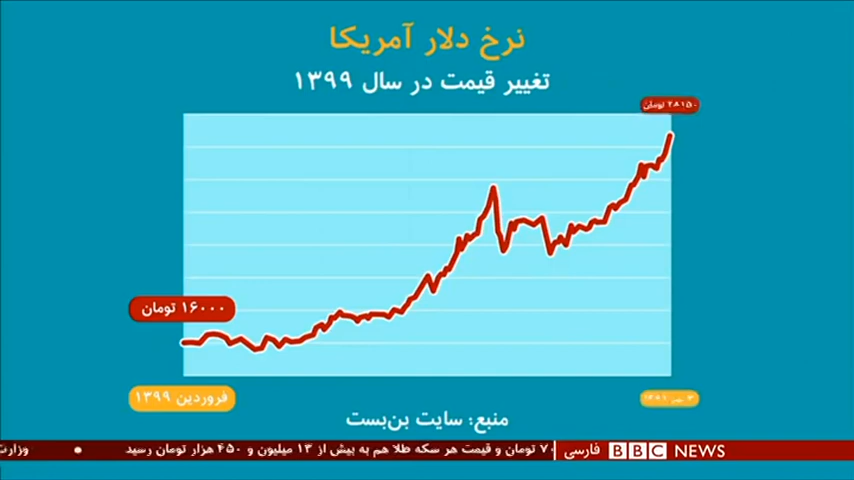 نرخ دلار آمریکا
تغییر قیمت در سال ۱۳۹۹
۲۸۱۵۰ تومان
۱۶۰۰۰ تومان
فروردین ۱۳۹۹
منبع: سایت بن‌بست
۷۰ تومان و قیمت هر سکه طلا هم به بیش از ۱۳ میلیون و ۴۵۰ هزار تومان رسید
وزارت
BBC NEWS فارسی